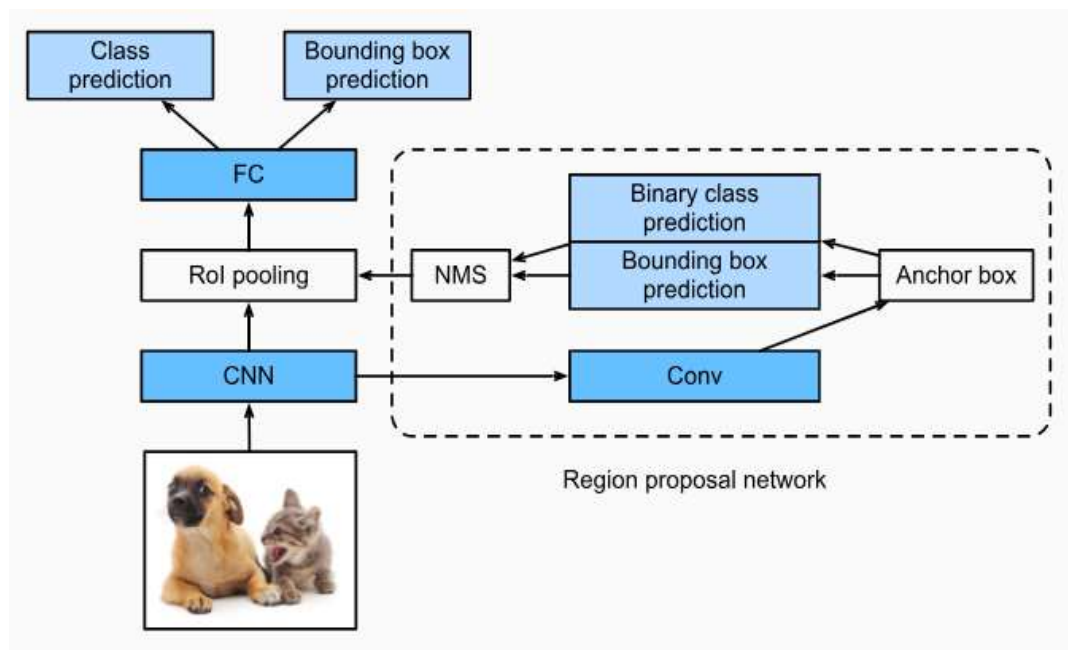 Class
prediction
Bounding box
prediction
FC
Binary class
prediction
RoI pooling
NMS
Bounding box
prediction
Anchor box
CNN
Conv
Region proposal network